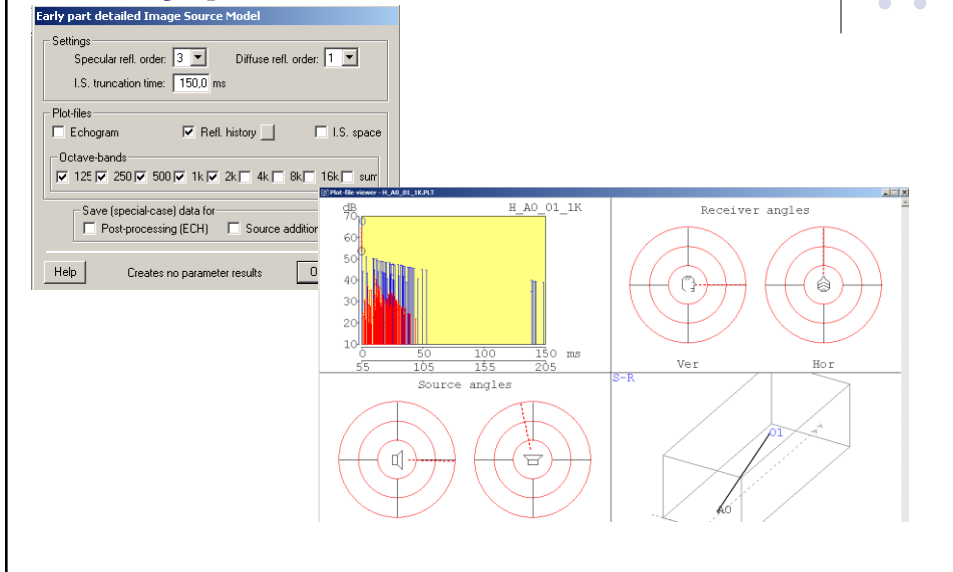 Early part detailed Image Source Model
Settings
Specular refl. order: 3 Diffuse refl. order: 1
I.S. truncation time: 150,0 ms
Plot-files
Echogram Refl. history I.S. space
Octave-bands
125 250 500 1k 2k 4k 8k 16k sum
Save (special-case) data for
Post-processing (ECH) Source addition
Help Creates no parameter results O
Plot-file viewer - H_A0_01_1K.PLT
dB H_A0_01_1K
70
60
50
40
30
20
10
0 50 100 150 ms
55 105 155 205
Receiver angles
Ver Hor
Source angles
S-R
01
A0